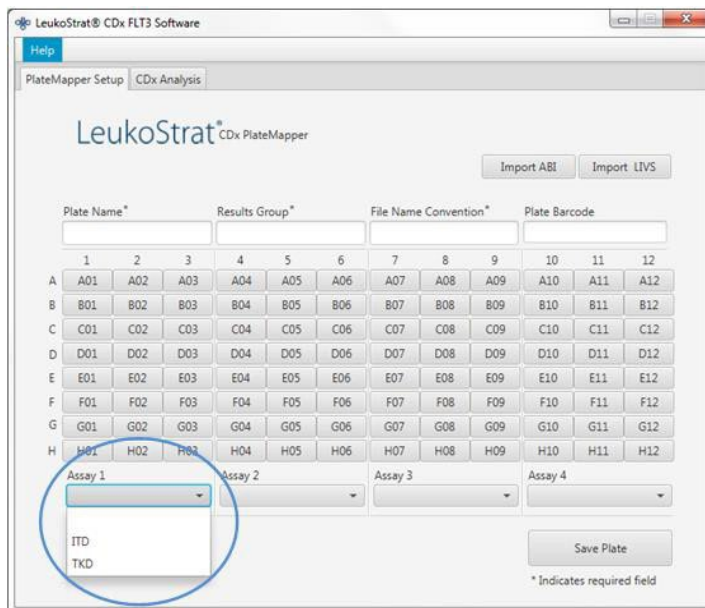 LeukoStrat® CDx FLT3 Software
Help
PlateMapper Setup CDx Analysis
LeukoStrat® CDx PlateMapper
Import ABI Import LIVS
Plate Name* Results Group* File Name Convention* Plate Barcode
1 2 3 4 5 6 7 8 9 10 11 12
A A01 A02 A03 A04 A05 A06 A07 A08 A09 A10 A11 A12
B B01 B02 B03 B04 B05 B06 B07 B08 B09 B10 B11 B12
C C01 C02 C03 C04 C05 C06 C07 C08 C09 C10 C11 C12
D D01 D02 D03 D04 D05 D06 D07 D08 D09 D10 D11 D12
E E01 E02 E03 E04 E05 E06 E07 E08 E09 E10 E11 E12
F F01 F02 F03 F04 F05 F06 F07 F08 F09 F10 F11 F12
G G01 G02 G03 G04 G05 G06 G07 G08 G09 G10 G11 G12
H H01 H02 H03 H04 H05 H06 H07 H08 H09 H10 H11 H12
Assay 1 Assay 2 Assay 3 Assay 4
ITD
TKD
Save Plate
* Indicates required field